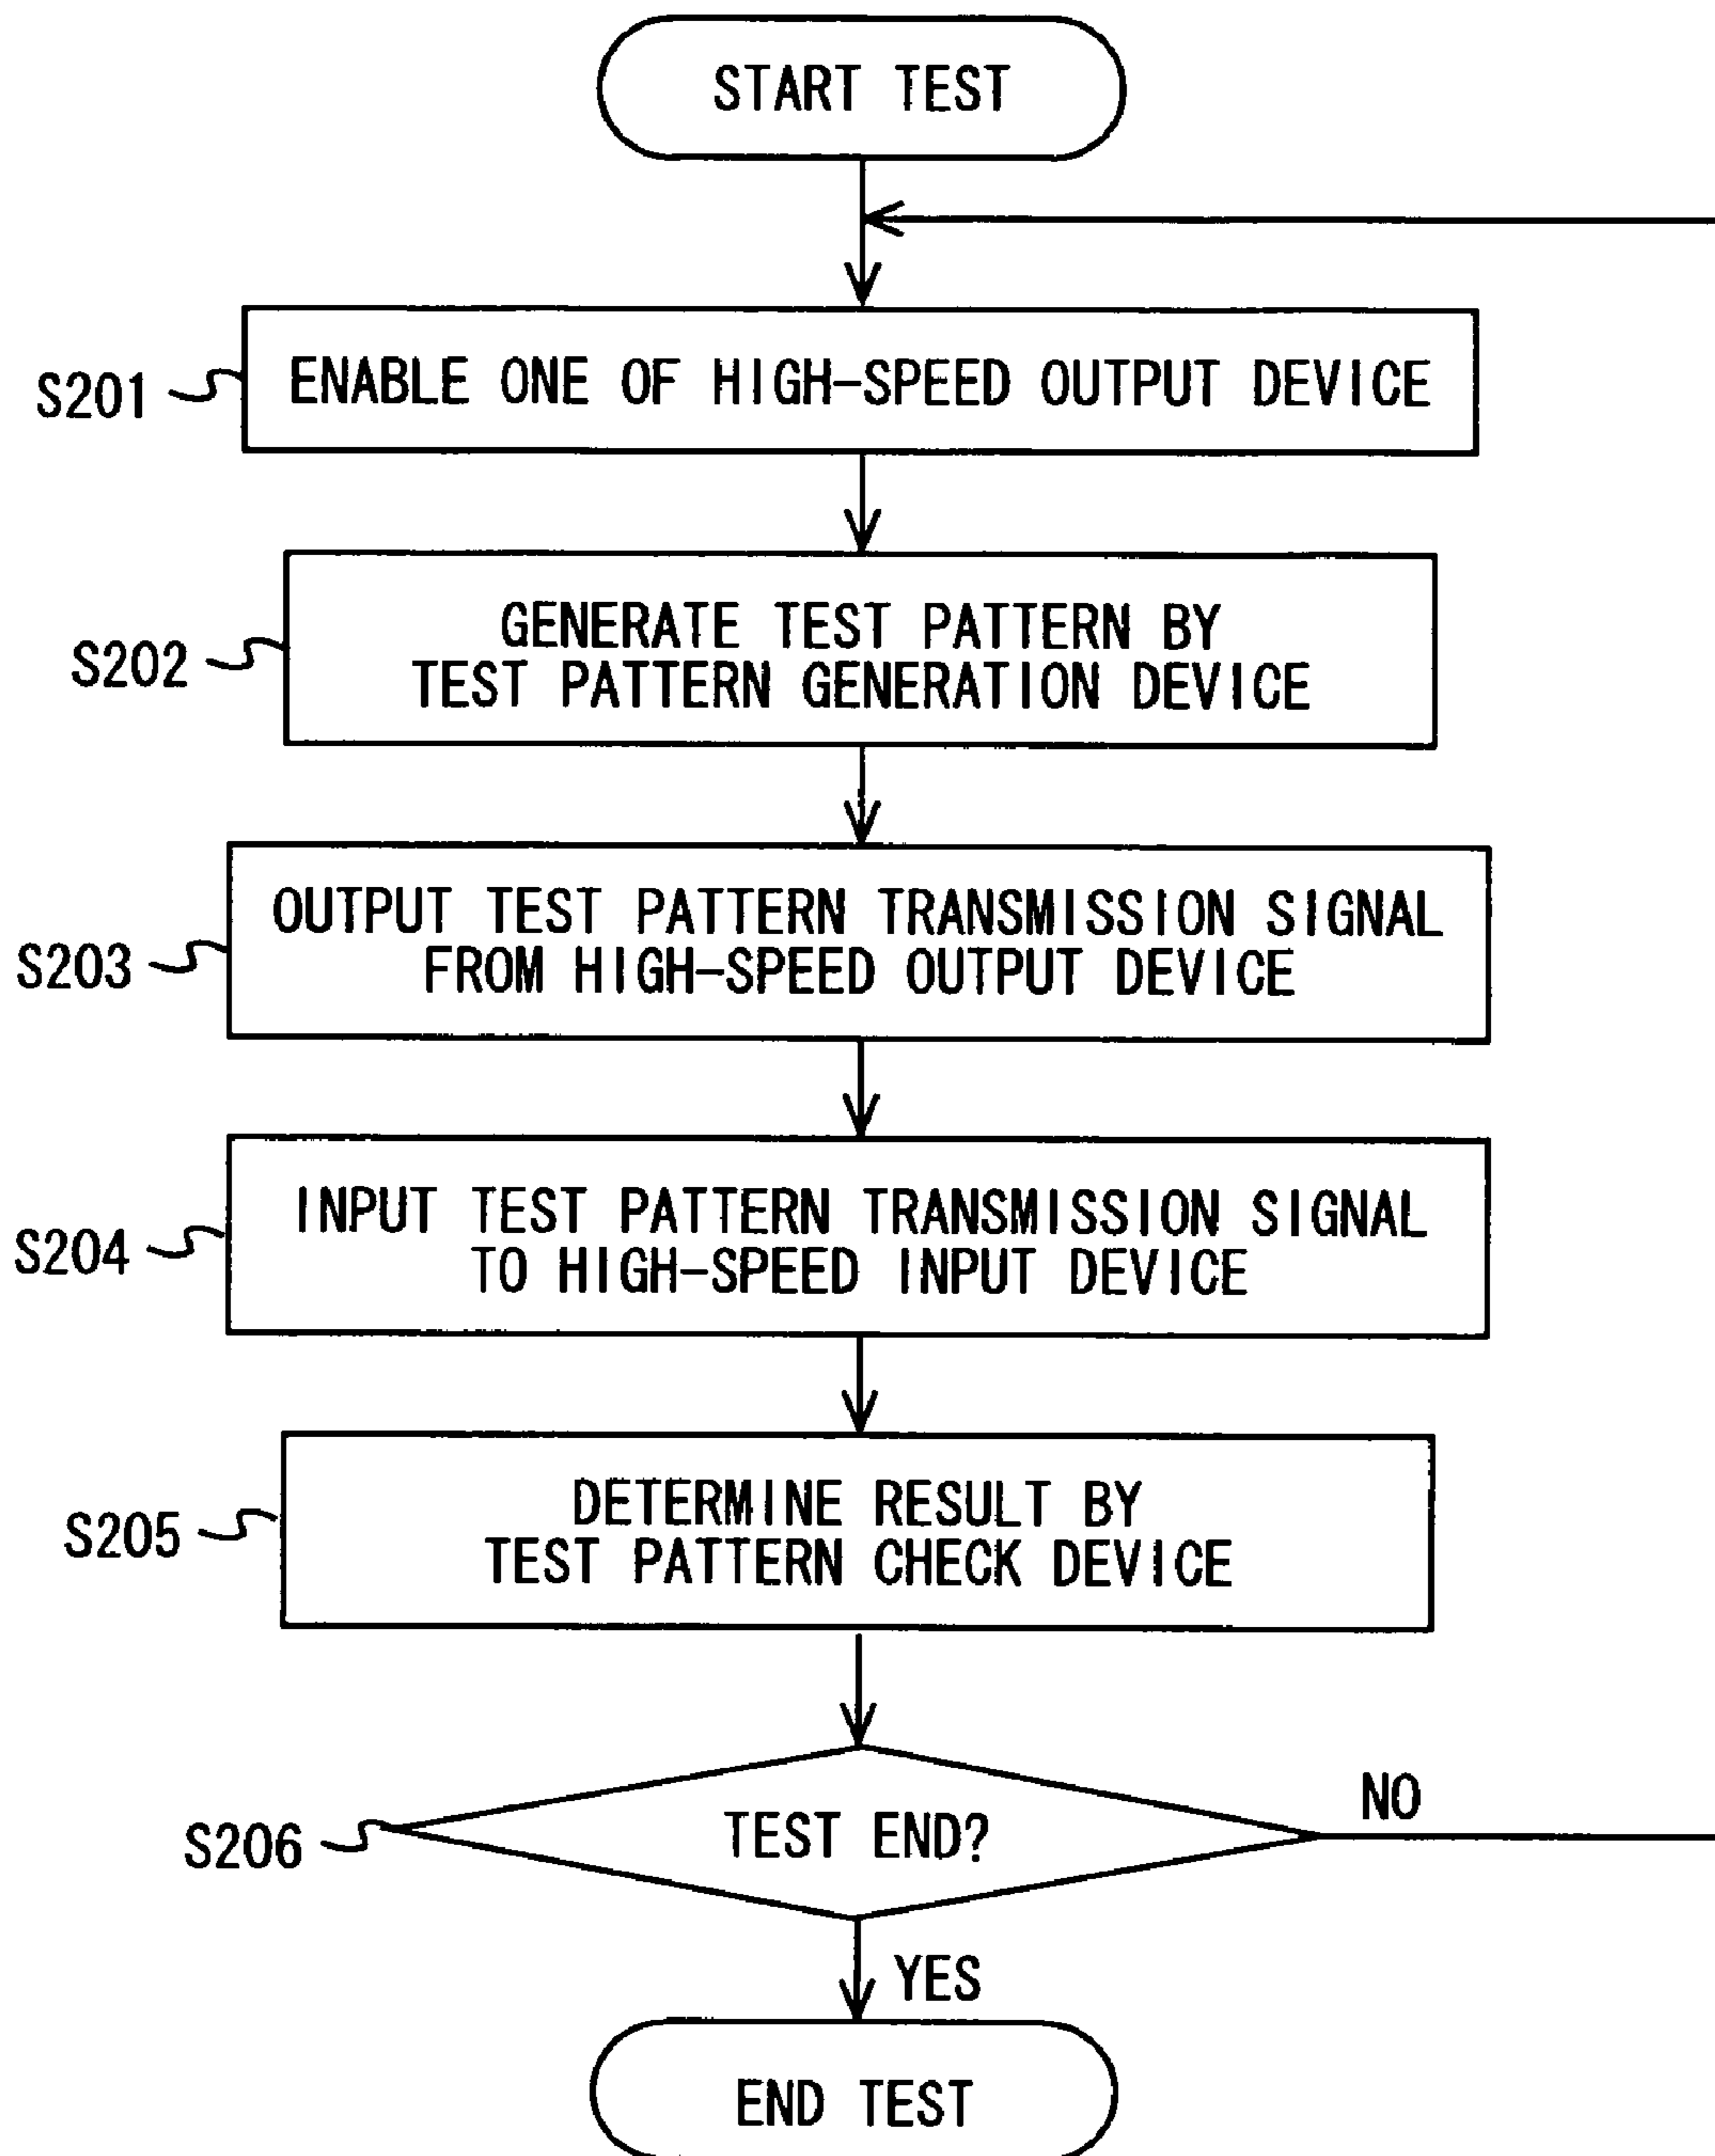 START TEST
S201
ENABLE ONE OF HIGH-SPEED OUTPUT DEVICE
S202
GENERATE TEST PATTERN BY
TEST PATTERN GENERATION DEVICE
S203
OUTPUT TEST PATTERN TRANSMISSION SIGNAL
FROM HIGH-SPEED OUTPUT DEVICE
S204
INPUT TEST PATTERN TRANSMISSION SIGNAL
TO HIGH-SPEED INPUT DEVICE
S205
DETERMINE RESULT BY
TEST PATTERN CHECK DEVICE
S206
TEST END?
NO
YES
END TEST